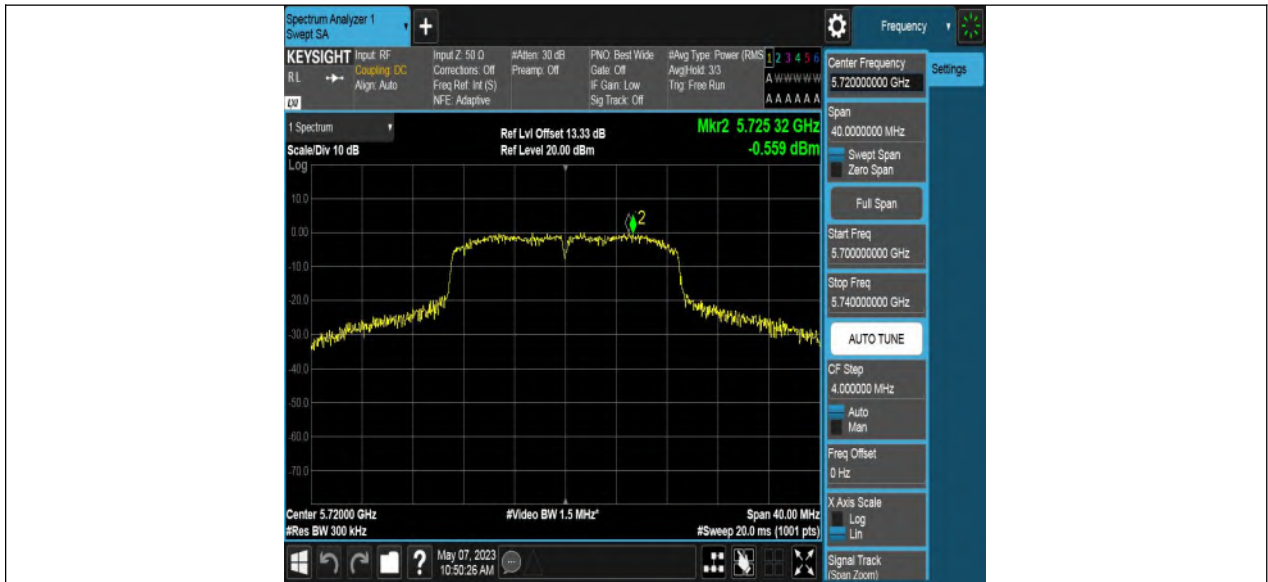 Spectrum Analyzer 1
Swept SA
+
Frequency
KEYSIGHT
RL
LXI
Input: RF
Coupling: DC
Align: Auto
Input Z: 50 Ω
Corrections: Off
Freq Ref: Int (S)
NFE: Adaptive
#Atten: 30 dB
Preamp: Off
PNO: Best Wide
Gate: Off
IF Gain: Low
Sig Track: Off
#Avg Type: Power (RMS
Avg|Hold: 3/3
Trig: Free Run
1 2 3 4 5 6
A W W W W W
A A A A A A
1 Spectrum
Scale/Div 10 dB
Ref Lvl Offset 13.33 dB
Ref Level 20.00 dBm
Mkr2 5.725 32 GHz
-0.559 dBm
Log
10.0
0.00
-10.0
-20.0
-30.0
-40.0
-50.0
-60.0
-70.0
2
Center 5.72000 GHz
#Res BW 300 kHz
#Video BW 1.5 MHz*
Span 40.00 MHz
#Sweep 20.0 ms (1001 pts)
?
May 07, 2023
10:50:26 AM
Center Frequency
5.720000000 GHz
Settings
Span
40.0000000 MHz
Swept Span
Zero Span
Full Span
Start Freq
5.700000000 GHz
Stop Freq
5.740000000 GHz
AUTO TUNE
CF Step
4.000000 MHz
Auto
Man
Freq Offset
0 Hz
X Axis Scale
Log
Lin
Signal Track
(Span Zoom)